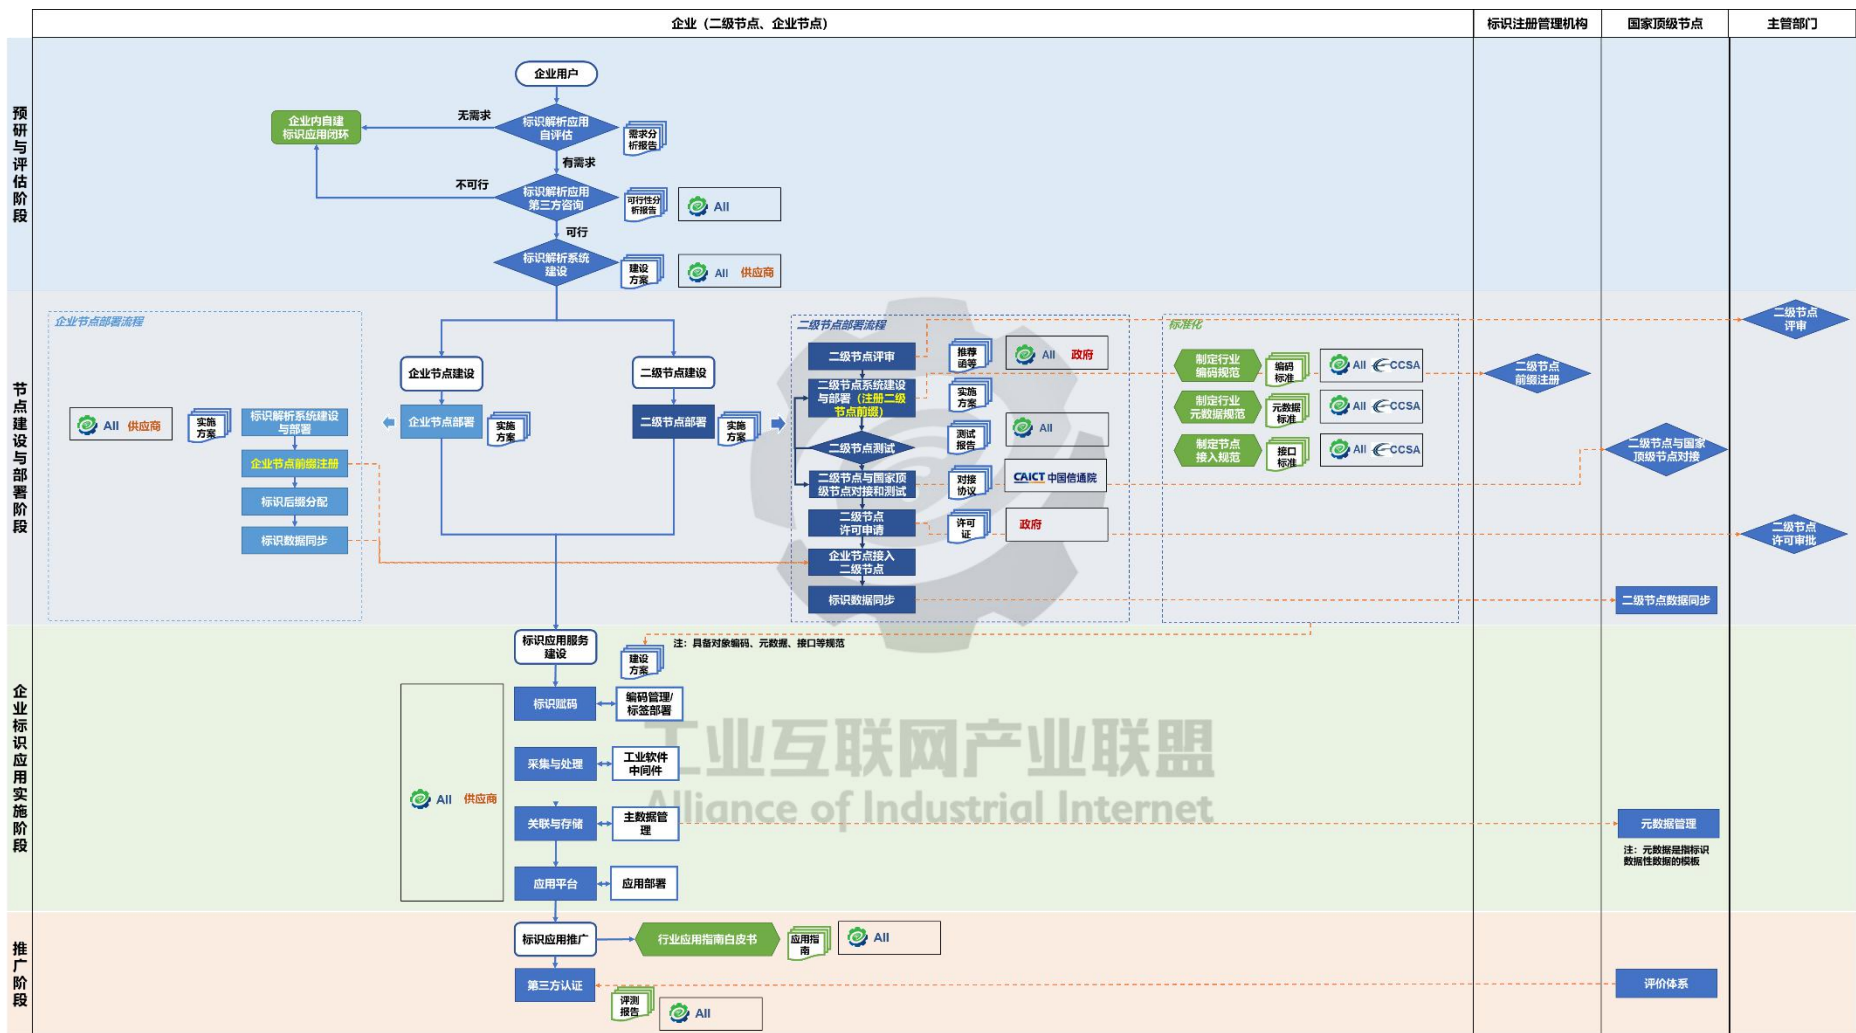 企业（二级节点、企业节点）
标识注册管理机构
国家顶级节点
主管部门
预研与评估阶段
企业用户
标识解析应用
自评估
无需求
企业内自建
标识应用闭环
需求分
析报告
有需求
标识解析应用
第三方咨询
不可行
可行性分
析报告
AII
可行
标识解析系统
建设
建设
方案
AII 供应商
节点建设与部署阶段
企业节点部署流程
AII 供应商
实施
方案
标识解析系统建设
与部署
企业节点前缀注册
标识后缀分配
标识数据同步
企业节点建设
企业节点部署
实施
方案
二级节点建设
二级节点部署
实施
方案
二级节点部署流程
二级节点评审
推荐
函等
AII 政府
二级节点系统建设
与部署（注册二级
节点前缀）
实施
方案
二级节点测试
测试
报告
AII
二级节点与国家顶
级节点对接和测试
对接
协议
CAICT 中国信通院
二级节点
许可申请
许可
证
政府
企业节点接入
二级节点
标识数据同步
标准化
制定行业
编码规范
编码
标准
AII CCSA
制定行业
元数据规范
元数据
标准
AII CCSA
制定节点
接入规范
接口
标准
AII CCSA
二级节点
前缀注册
二级节点与国家
顶级节点对接
二级节点数据同步
二级节点
评审
二级节点
许可审批
企业标识应用实施阶段
标识应用服务
建设
建设
方案
注：具备对象编码、元数据、接口等规范
标识赋码
编码管理/
标签部署
采集与处理
工业软件
中间件
AII 供应商
关联与存储
主数据管
理
应用平台
应用部署
元数据管理
注：元数据是指标识
数据性数据的模板
工业互联网产业联盟
Alliance of Industrial Internet
推广阶段
标识应用推广
行业应用指南白皮书
应用指
南
AII
第三方认证
评测
报告
AII
评价体系